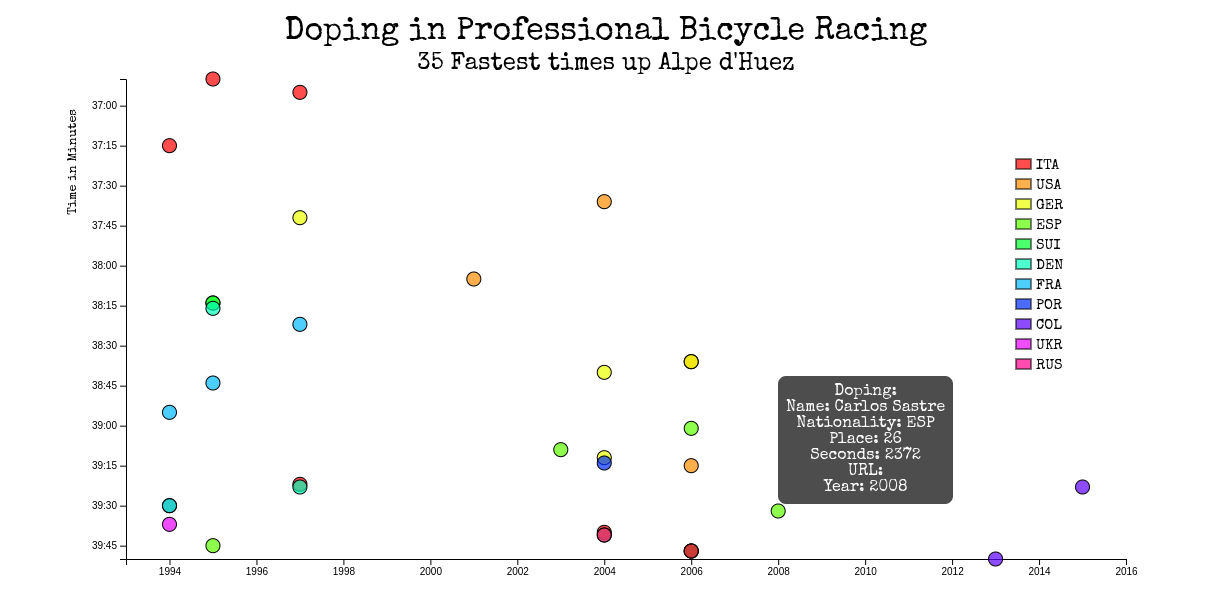 Doping in Professional Bicycle Racing
35 Fastest times up Alpe d'Huez
Time in Minutes
37:00
37:15
37:30
37:45
38:00
38:15
38:30
38:45
39:00
39:15
39:30
39:45
ITA
USA
GER
ESP
SUI
DEN
FRA
POR
COL
UKR
RUS
Doping:
Name: Carlos Sastre
Nationality: ESP
Place: 26
Seconds: 2372
URL:
Year: 2008
1994 1996 1998 2000 2002 2004 2006 2008 2010 2012 2014 2016